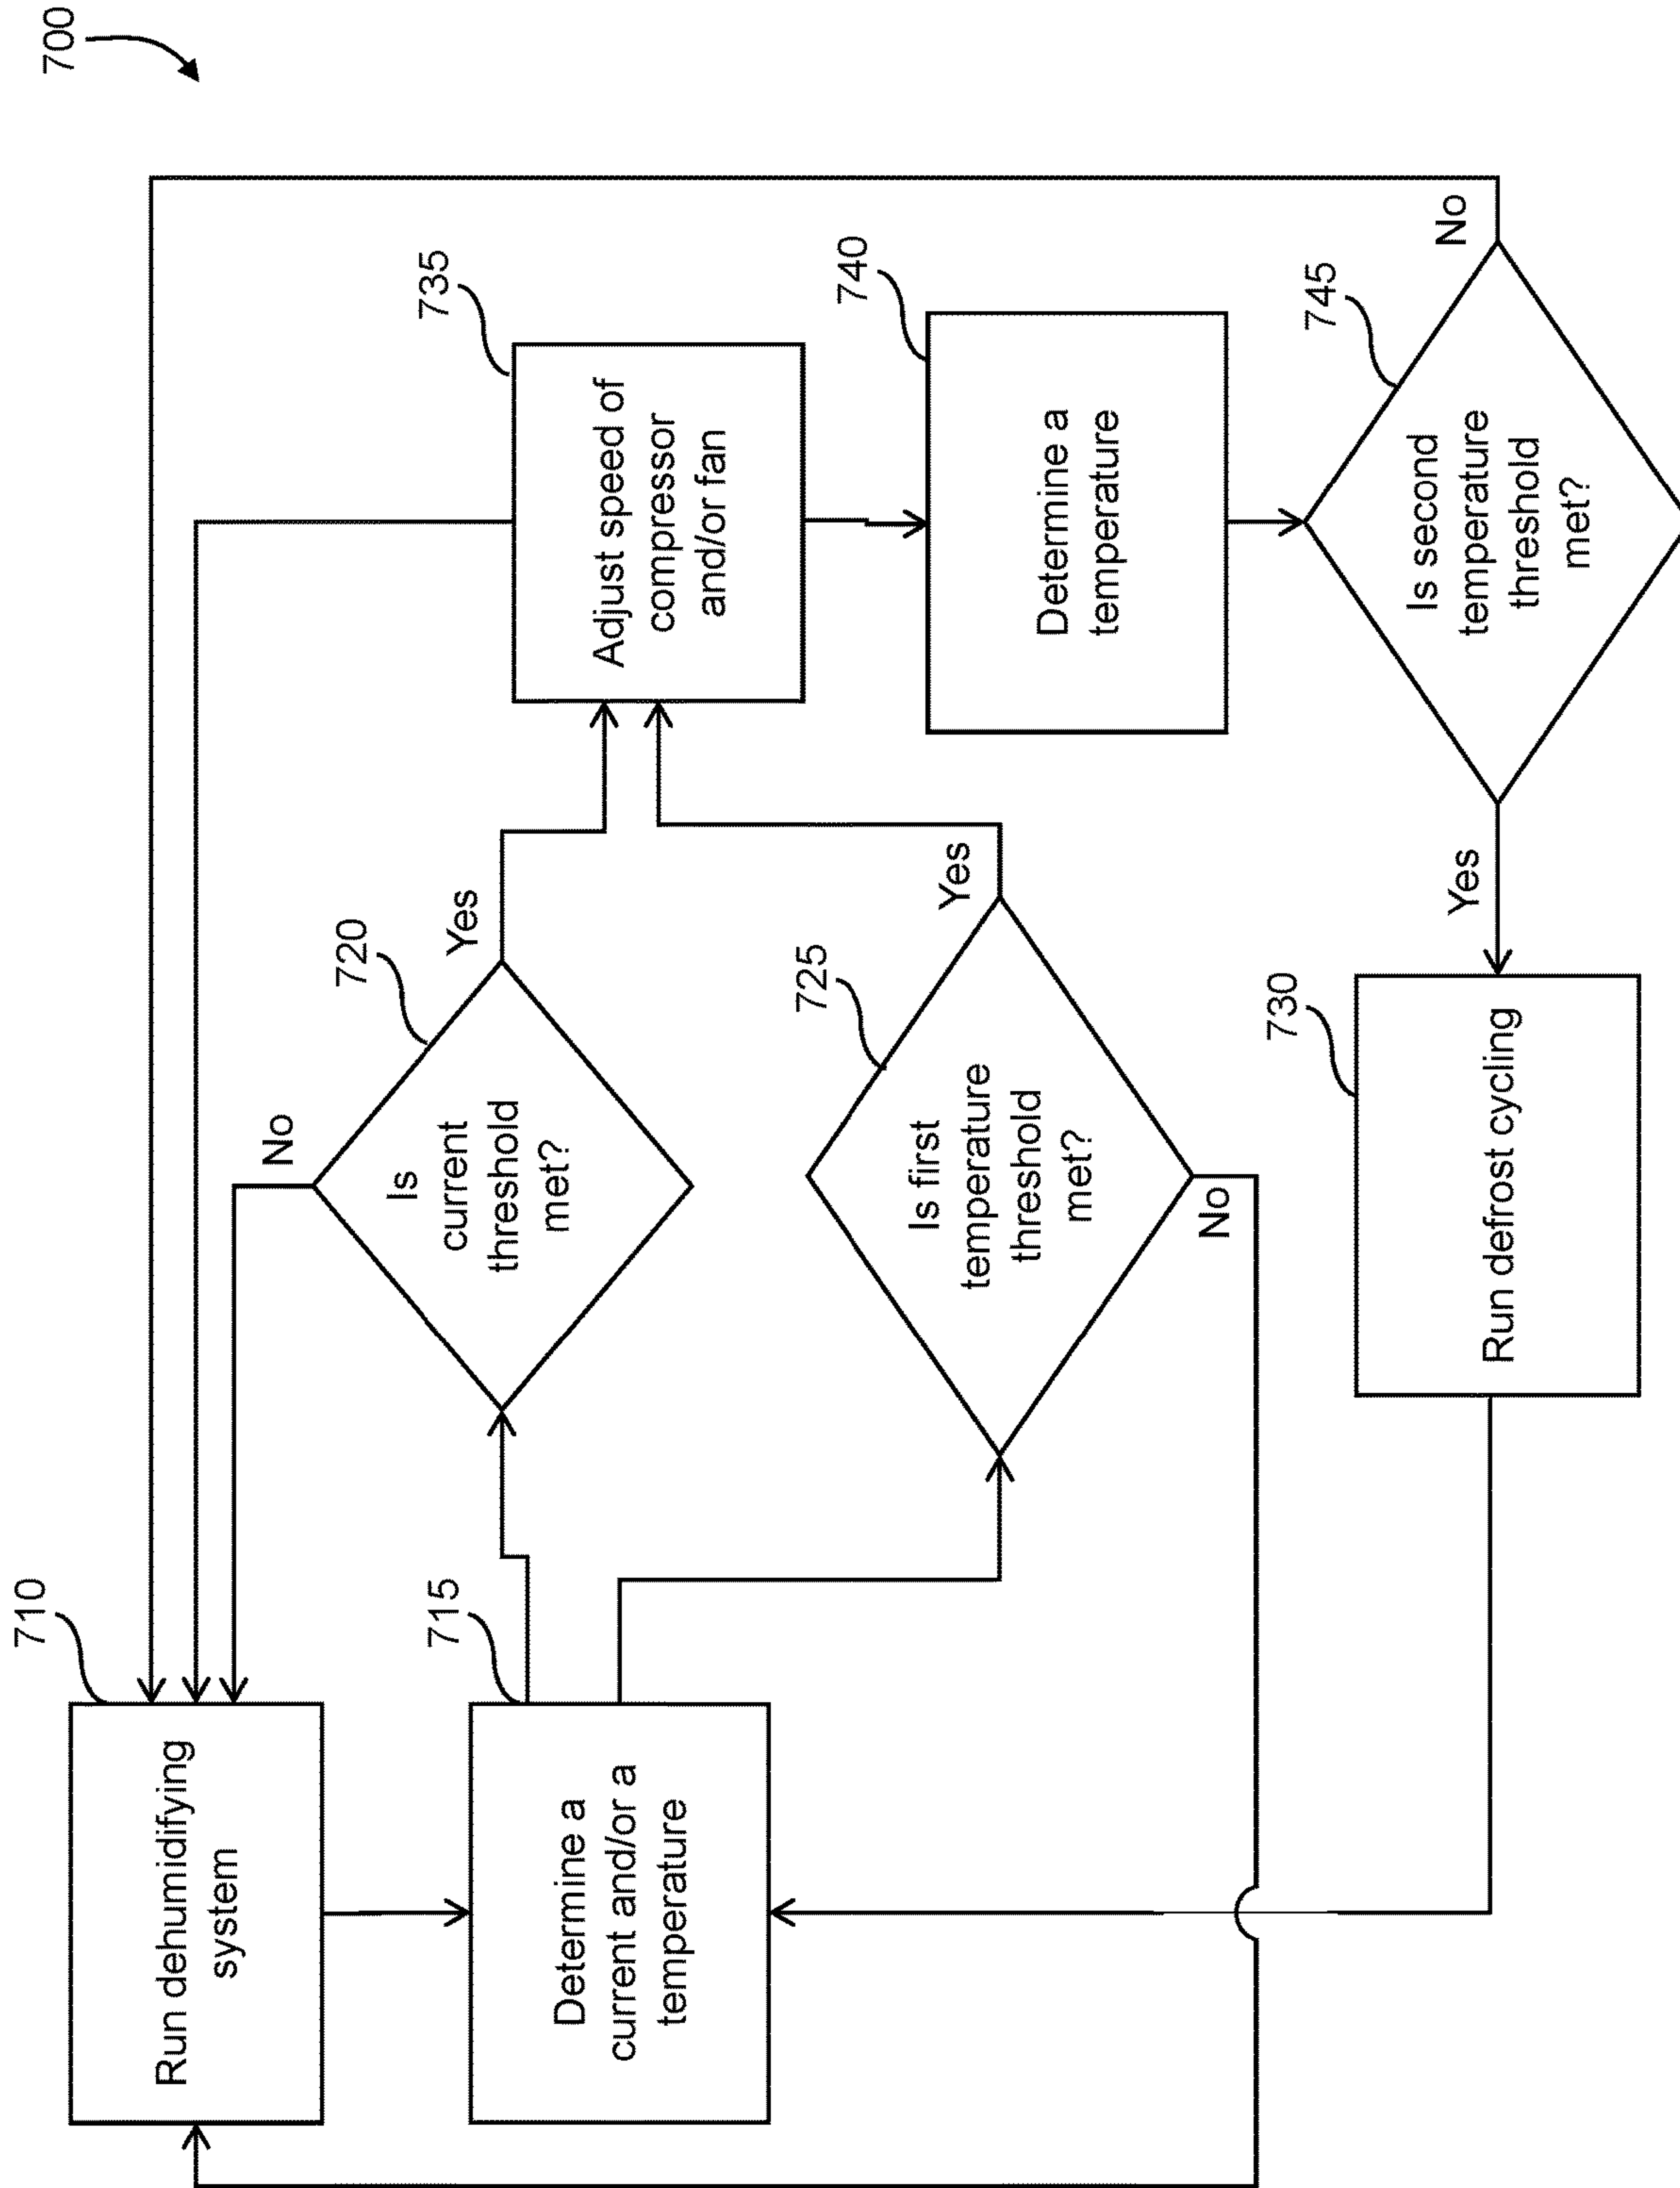 700
710
Run dehumidifying
system
715
Determine a
current and/or a
temperature
No
720
Is
current
threshold
met?
Yes
725
Is first
temperature
threshold
met?
Yes
No
735
Adjust speed of
compressor
and/or fan
740
Determine a
temperature
745
Is second
temperature
threshold
met?
No
Yes
730
Run defrost cycling